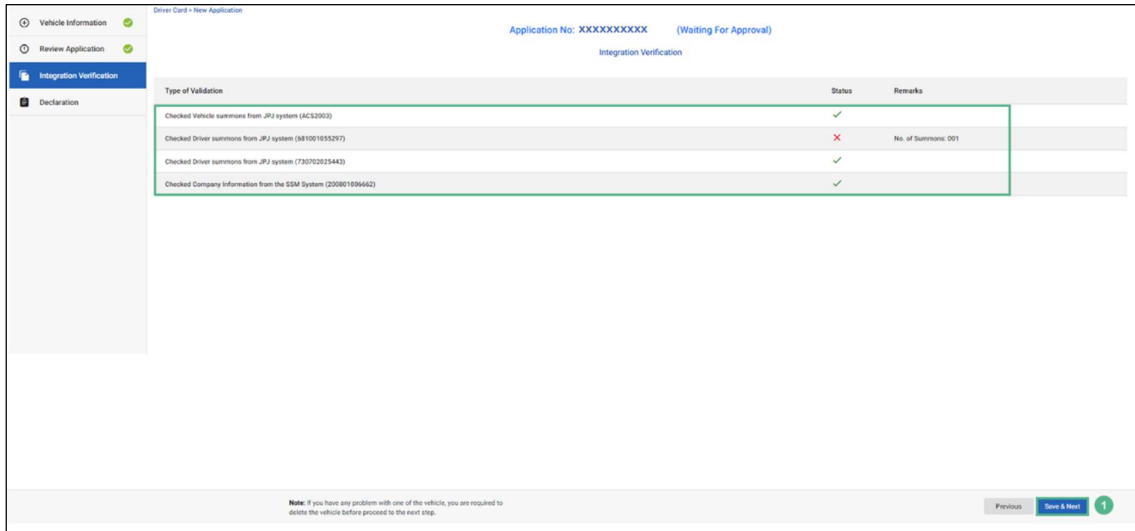 Driver Card > New Application
Vehicle Information
Review Application
Integration Verification
Declaration
Application No: XXXXXXXXXX (Waiting For Approval)
Integration Verification
Type of Validation Status Remarks
Checked Vehicle summons from JPJ system (ACS2003)
Checked Driver summons from JPJ system (681001055297) No. of Summons: 001
Checked Driver summons from JPJ system (730702025443)
Checked Company Information from the SSM System (200801006662)
Note: If you have any problem with one of the vehicle, you are required to
delete the vehicle before proceed to the next step.
Previous Save & Next 1